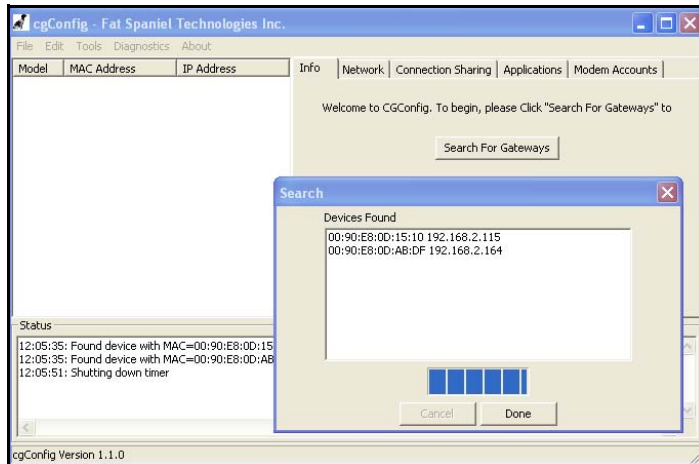 cgConfig - Fat Spaniel Technologies Inc.
File Edit Tools Diagnostics About
Model MAC Address IP Address
Info Network Connection Sharing Applications Modem Accounts
Welcome to CGConfig. To begin, please Click "Search For Gateways" to
Search For Gateways
Search
Devices Found
00:90:E8:0D:15:10 192.168.2.115
00:90:E8:0D:AB:DF 192.168.2.164
Cancel Done
Status
12:05:35: Found device with MAC=00:90:E8:0D:15
12:05:35: Found device with MAC=00:90:E8:0D:AB
12:05:51: Shutting down timer
cgConfig Version 1.1.0